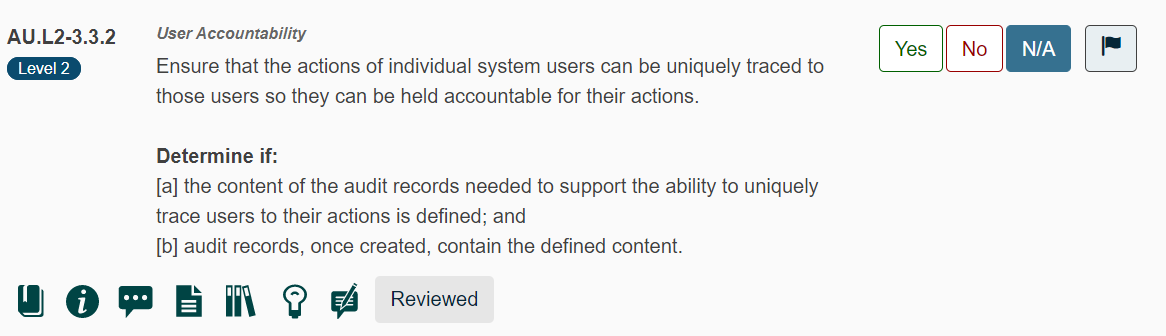 AU.L2-3.3.2
Level 2
User Accountability
Ensure that the actions of individual system users can be uniquely traced to
those users so they can be held accountable for their actions.
Determine if:
[a] the content of the audit records needed to support the ability to uniquely
trace users to their actions is defined; and
[b] audit records, once created, contain the defined content.
Yes
No
N/A
Reviewed